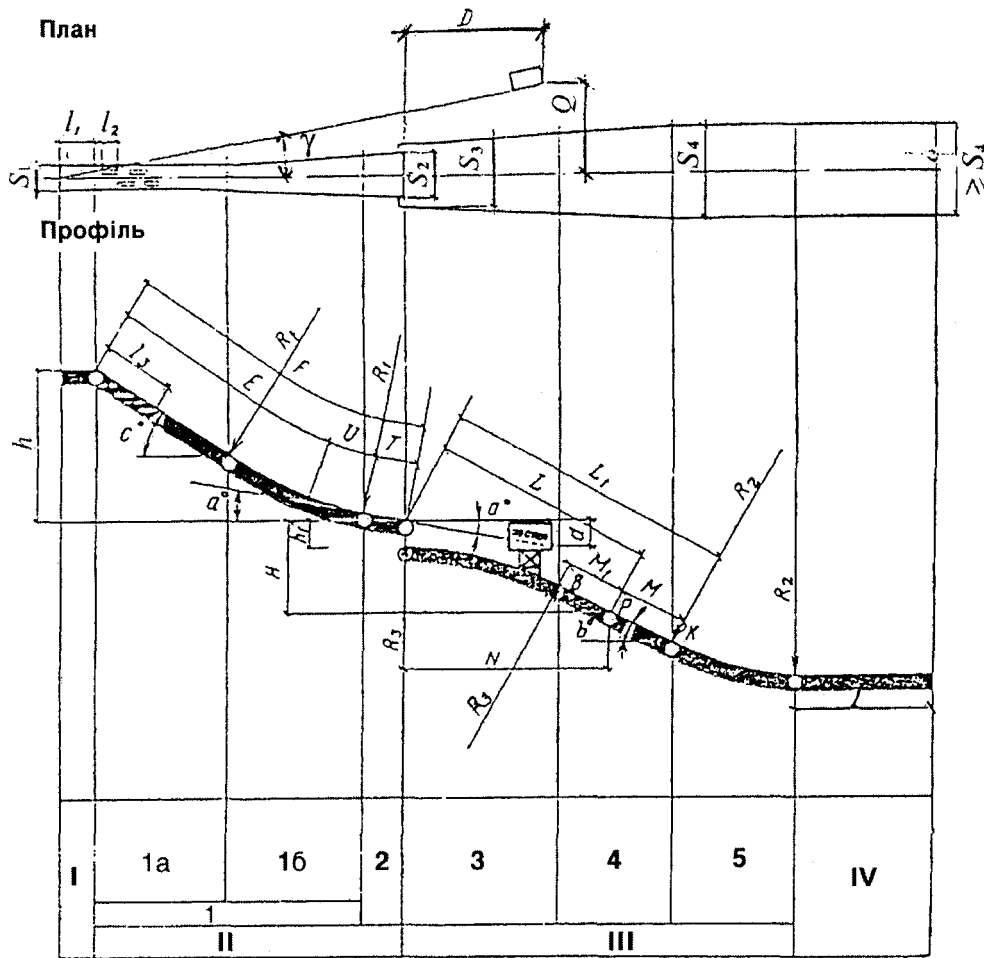 План
D
l₁ l₂
γ
Q
S₁
S₂
S₃
S₄
≥ S₄
Профіль
R₁
F
E
l₃
R₁
U T
h
c°
a°
h₁
H
L₁
L
R₂
a°
d
M₁
M
B
P
K
b°
R₃
N
R₃
R₂
I
1а
1б
2
3
4
5
IV
1
II
III